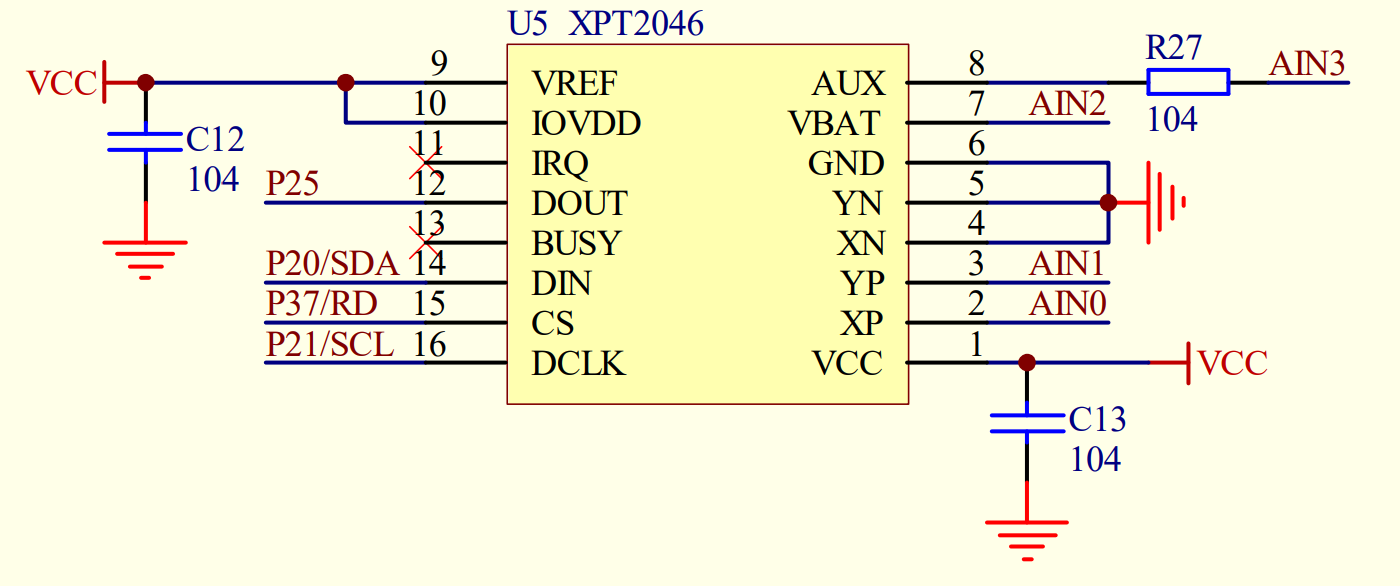 U5 XPT2046
VCC
C12
104
P25
P20/SDA
P37/RD
P21/SCL
9
10
11
12
13
14
15
16
VREF
IOVDD
IRQ
DOUT
BUSY
DIN
CS
DCLK
AUX
VBAT
GND
YN
XN
YP
XP
VCC
8
7
6
5
4
3
2
1
R27
104
AIN3
AIN2
AIN1
AIN0
VCC
C13
104